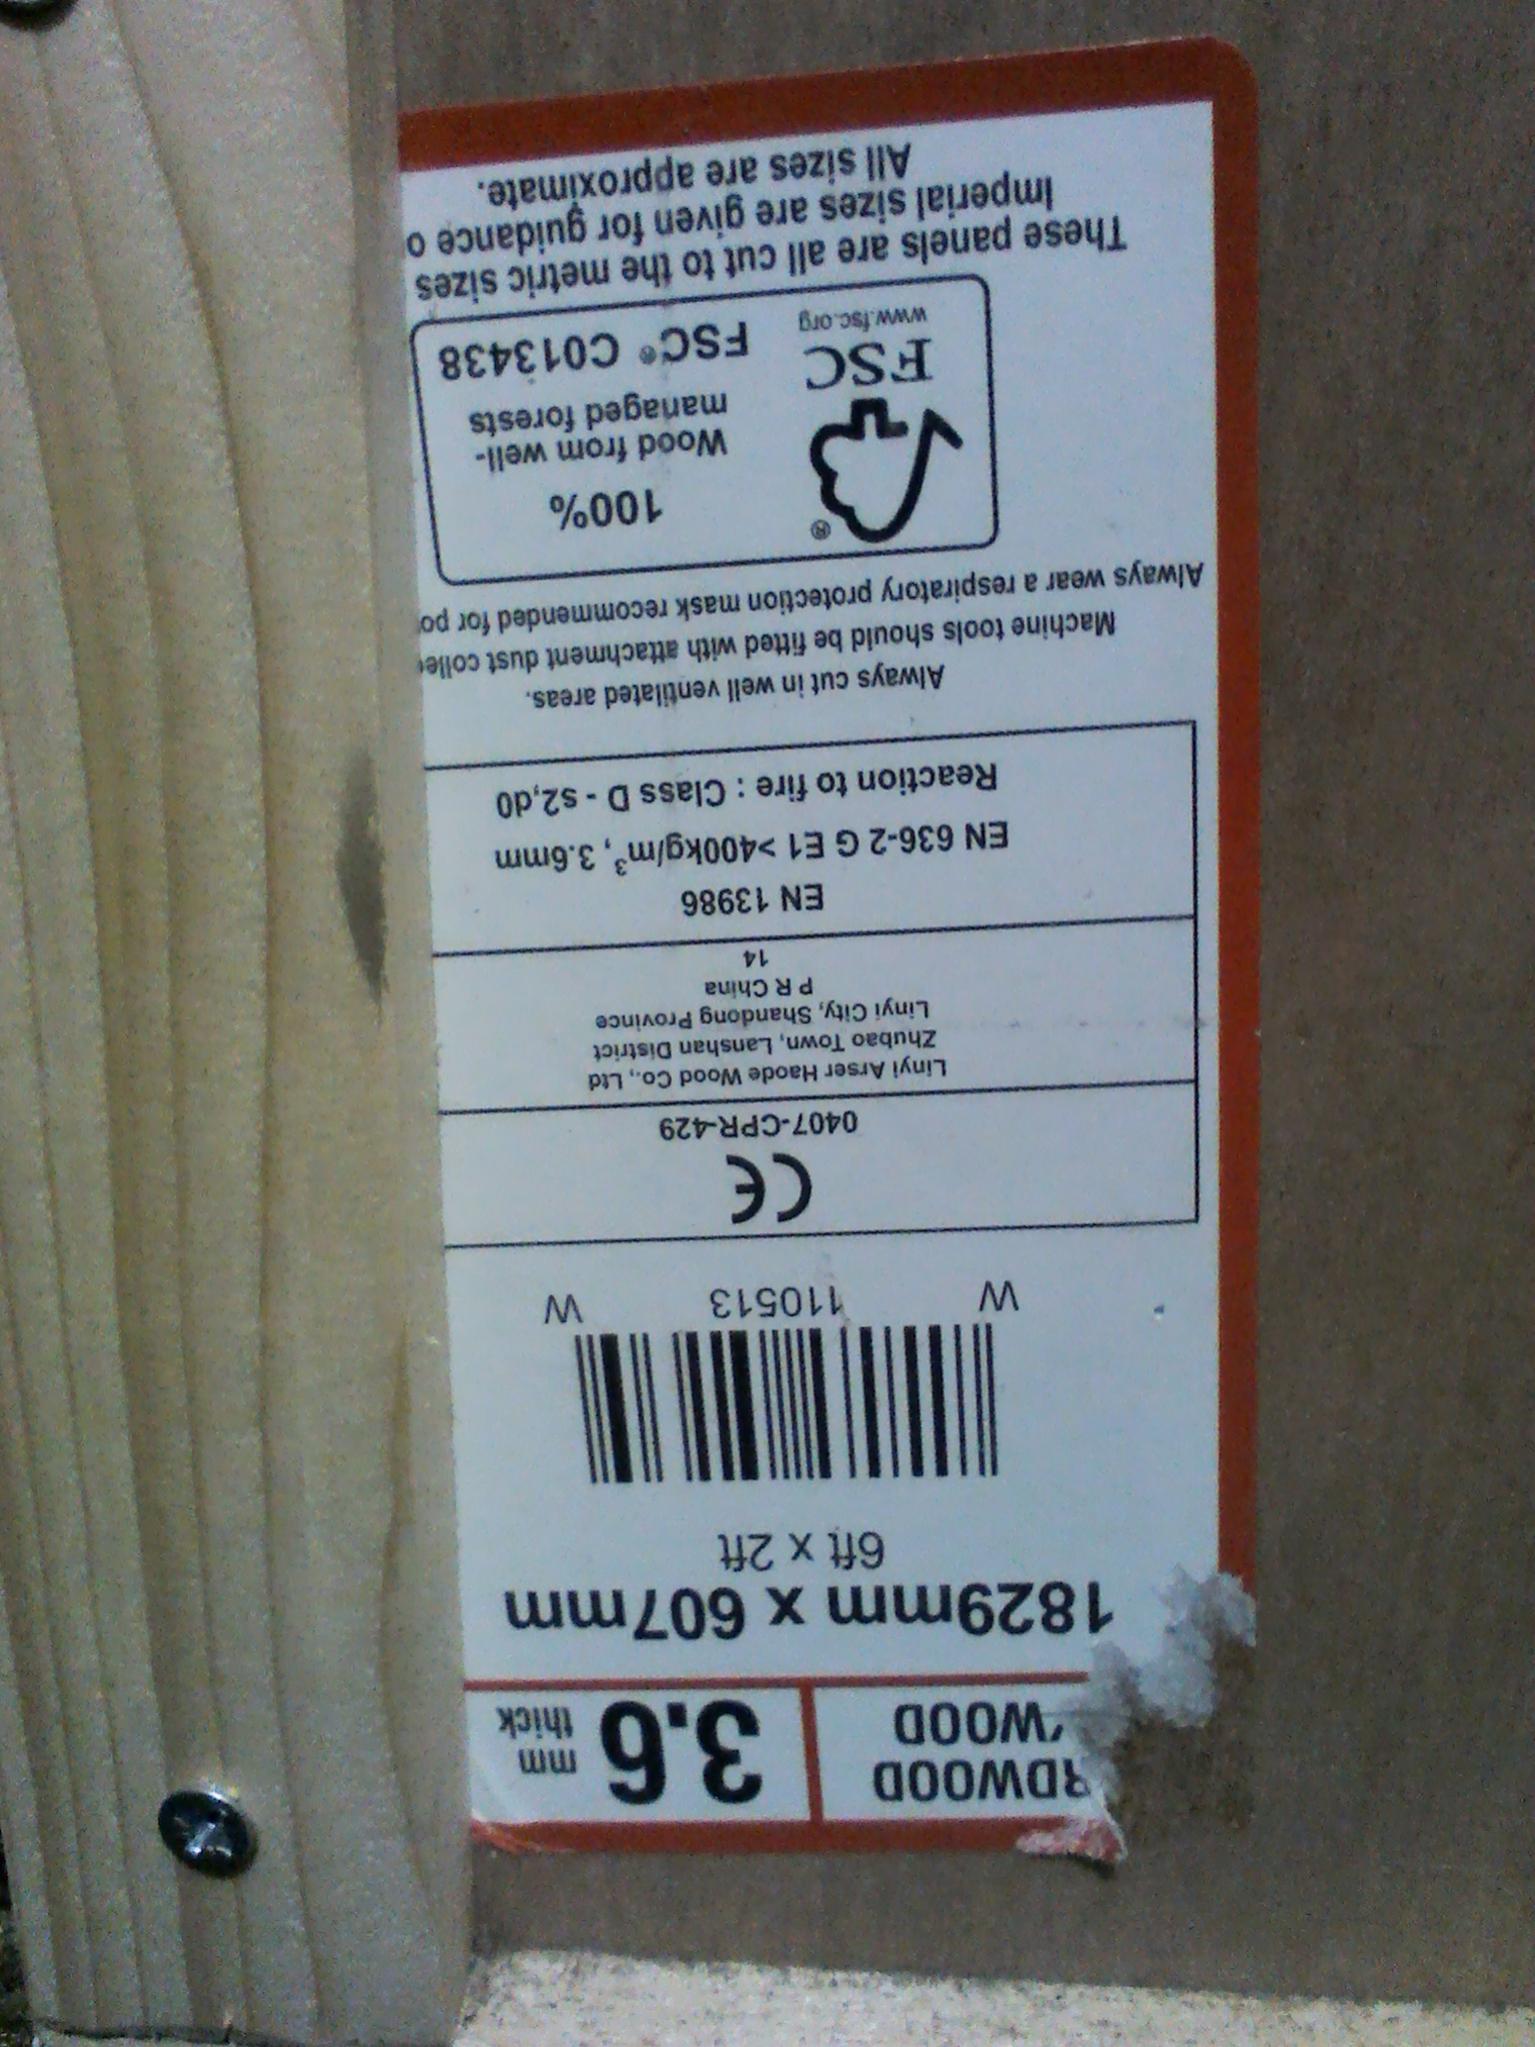 RDWOOD
WOOD
3.6 mm thick
1829mm x 607mm
6ft x 2ft
W 110513 W
CE
0407-CPR-429
Linyi Arser Haode Wood Co., Ltd
Zhubao Town, Lanshan District
Linyi City, Shandong Province
P R China
14
EN 13986
EN 636-2 G E1 >400kg/m³, 3.6mm
Reaction to fire : Class D - s2,d0
Always cut in well ventilated areas.
Machine tools should be fitted with attachment dust colle
Always wear a respiratory protection mask recommended for po
®
FSC
www.fsc.org
100%
Wood from well-
managed forests
FSC® C013438
These panels are all cut to the metric sizes
Imperial sizes are given for guidance o
All sizes are approximate.